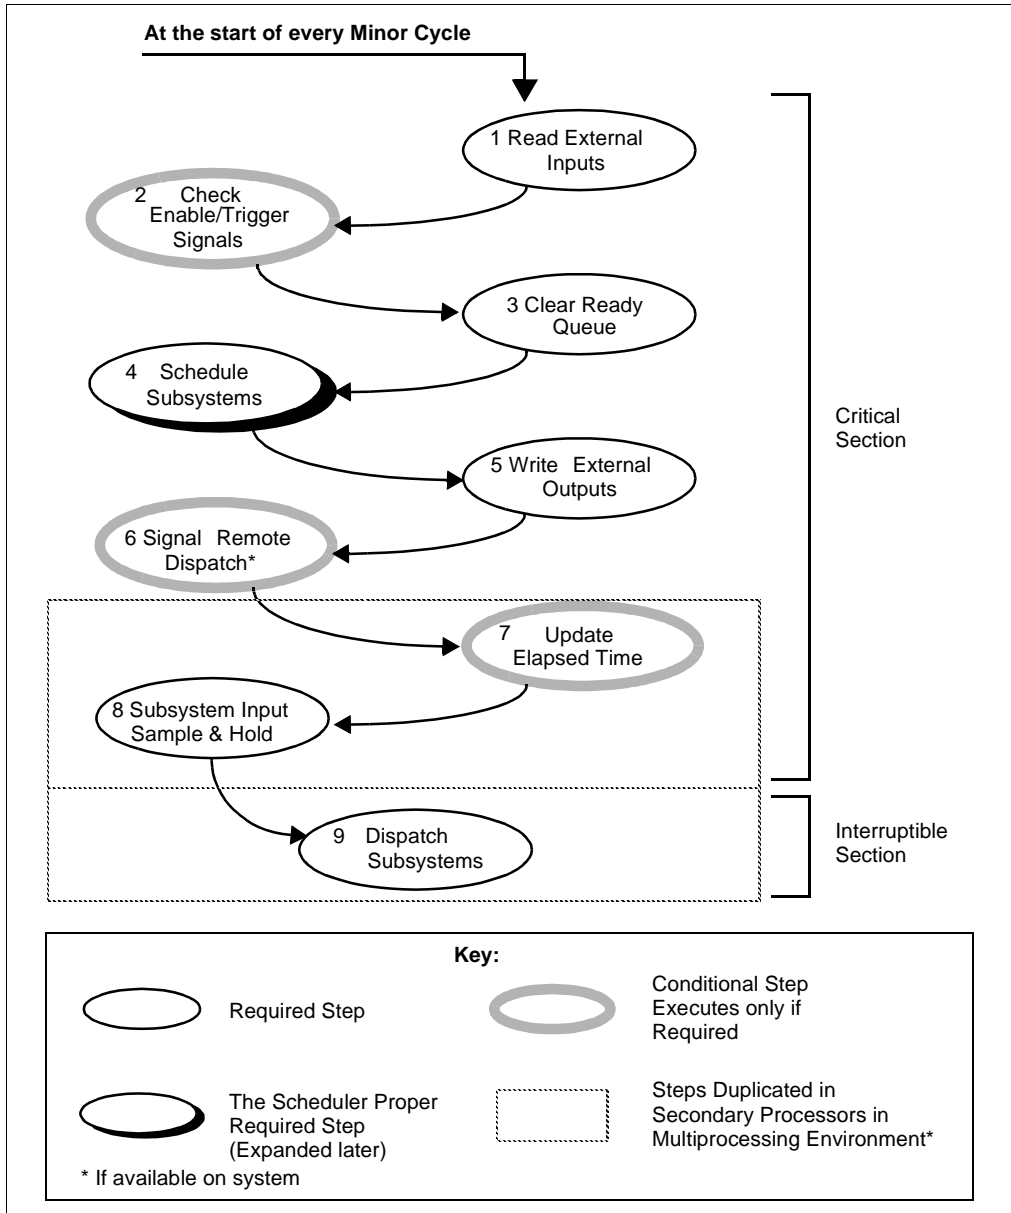 At the start of every Minor Cycle
1 Read External
Inputs
2 Check
Enable/Trigger
Signals
3 Clear Ready
Queue
4 Schedule
Subsystems
Critical
Section
5 Write External
Outputs
6 Signal Remote
Dispatch*
7 Update
Elapsed Time
8 Subsystem Input
Sample & Hold
9 Dispatch
Subsystems
Interruptible
Section
Key:
Required Step
Conditional Step
Executes only if
Required
The Scheduler Proper
Required Step
(Expanded later)
Steps Duplicated in
Secondary Processors in
Multiprocessing Environment*
* If available on system